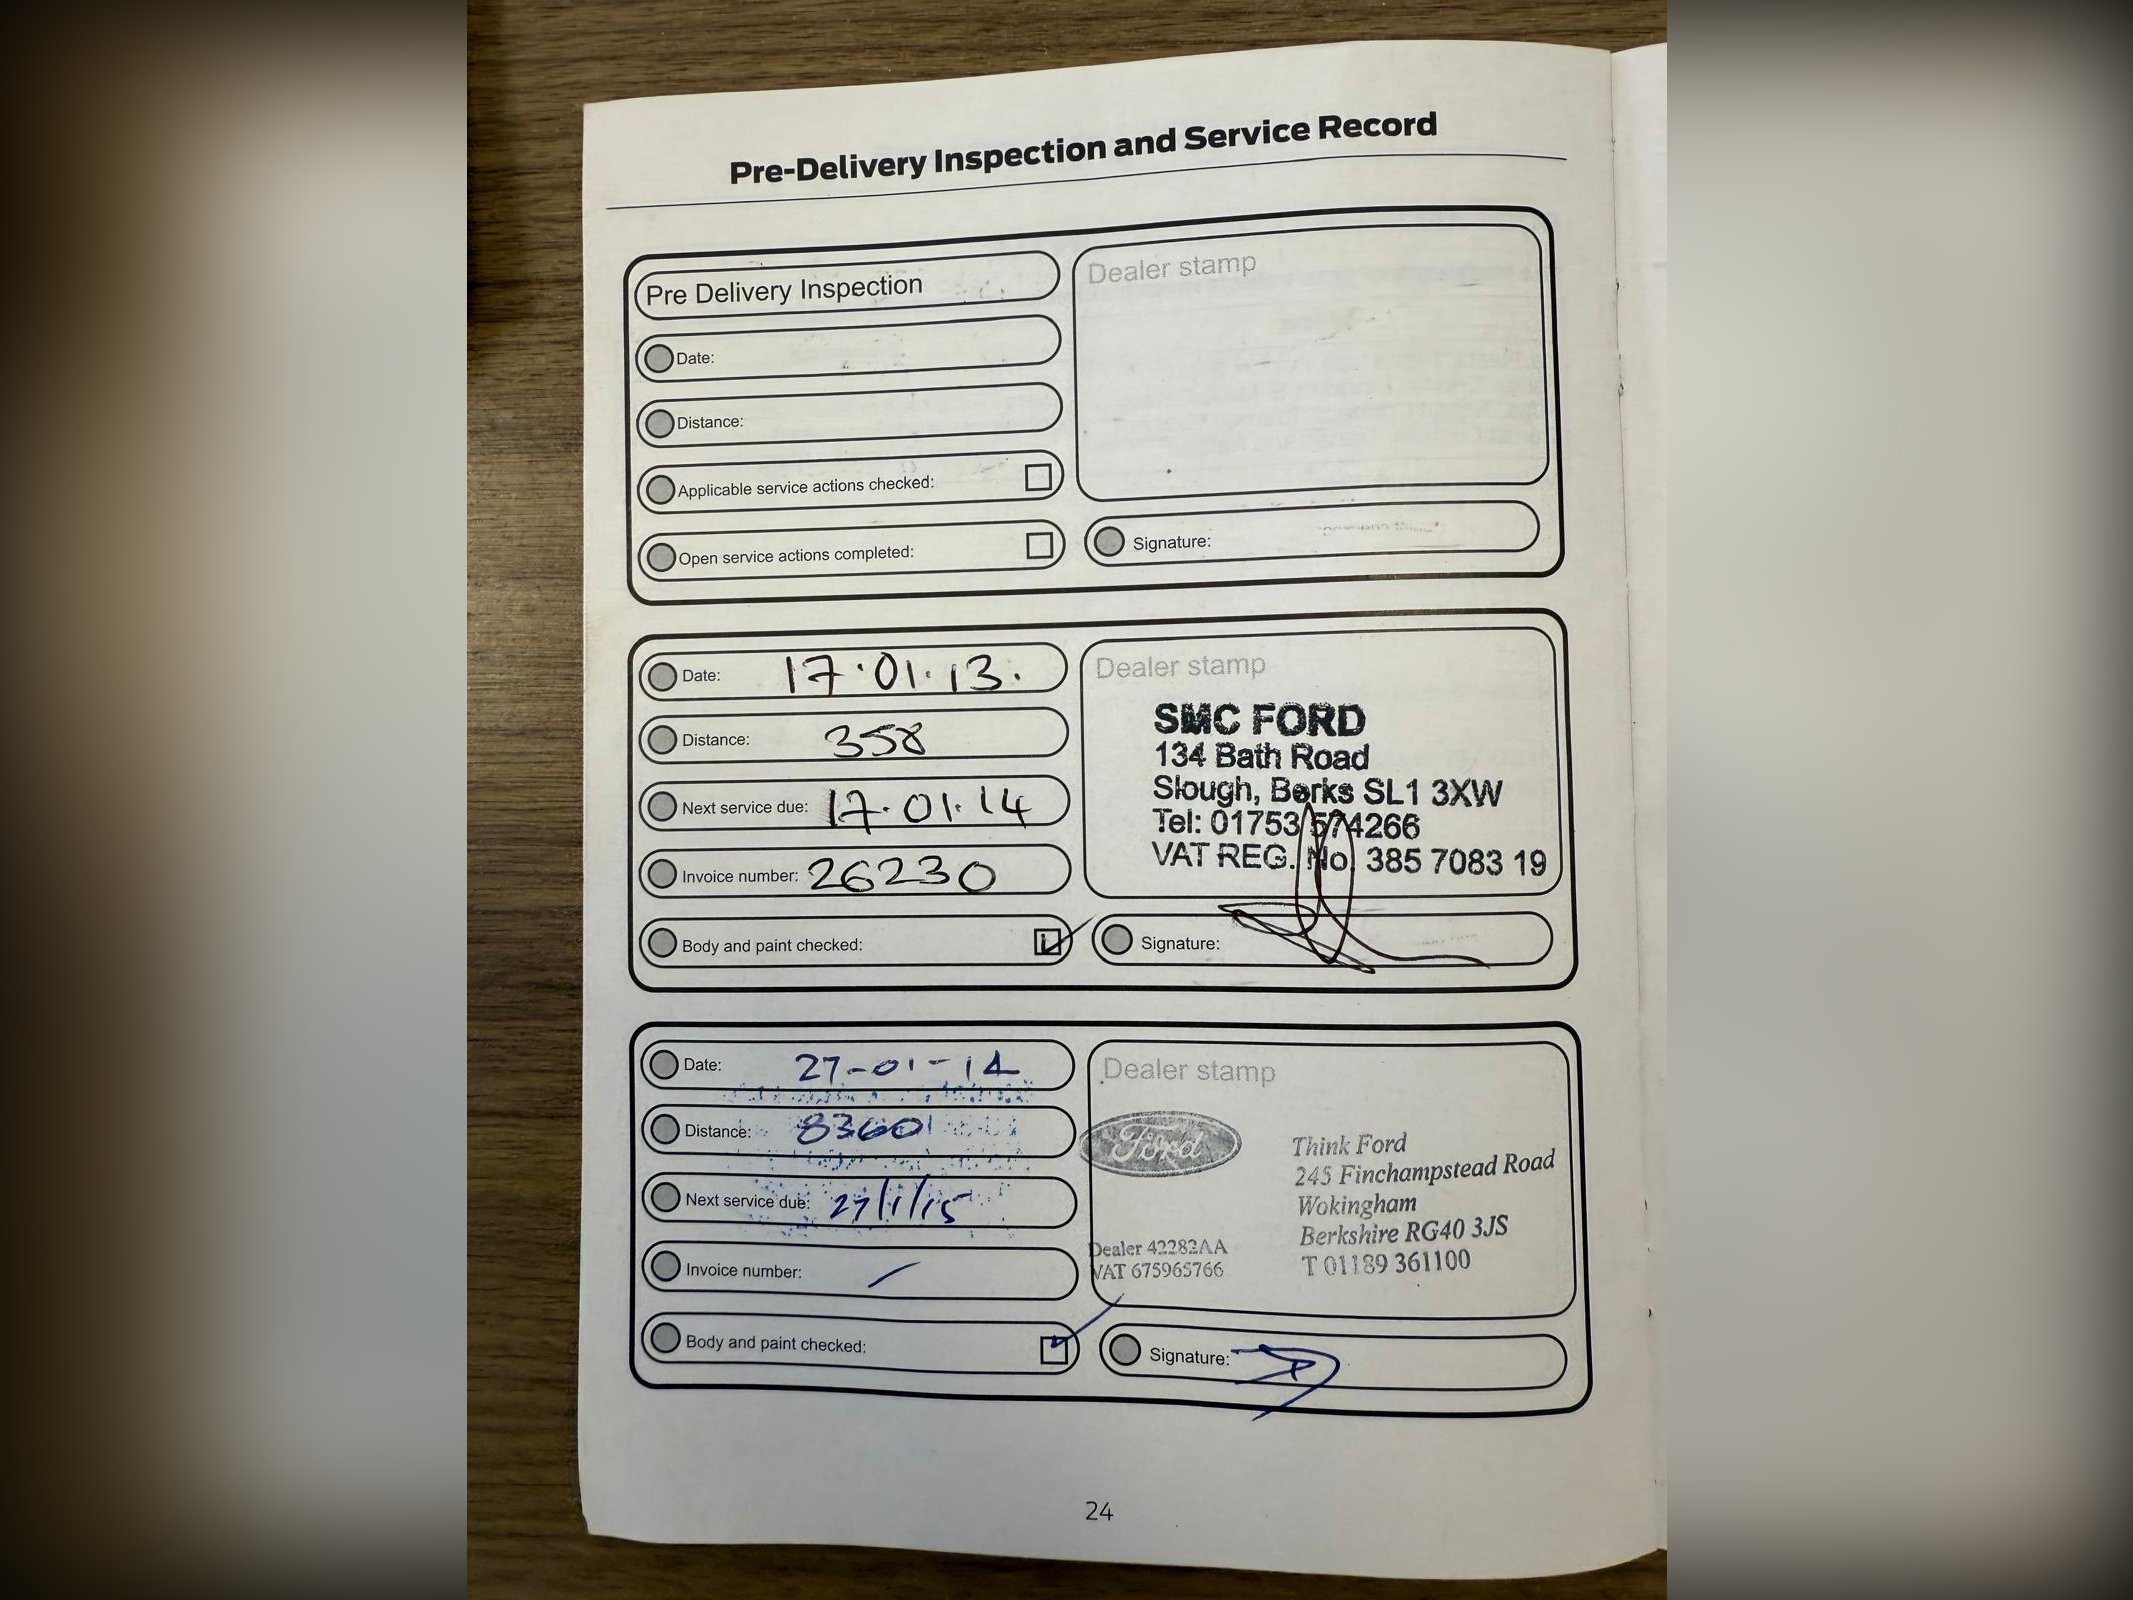 Pre-Delivery Inspection and Service Record
Pre Delivery Inspection
Date:
Distance:
Applicable service actions checked:
Open service actions completed:
Dealer stamp
Signature:
Date: 17.01.13.
Distance: 358
Next service due: 17.01.14
Invoice number: 26230
Body and paint checked:
Dealer stamp
SMC FORD
134 Bath Road
Slough, Berks SL1 3XW
Tel: 01753 574266
VAT REG. No 385 7083 19
Signature:
Date: 27-01-14
Distance: 8360
Next service due: 27/1/15
Invoice number:
Body and paint checked:
Dealer stamp
Ford
Dealer 42282AA
VAT 675965766
Think Ford
245 Finchampstead Road
Wokingham
Berkshire RG40 3JS
T 01189 361100
Signature:
24